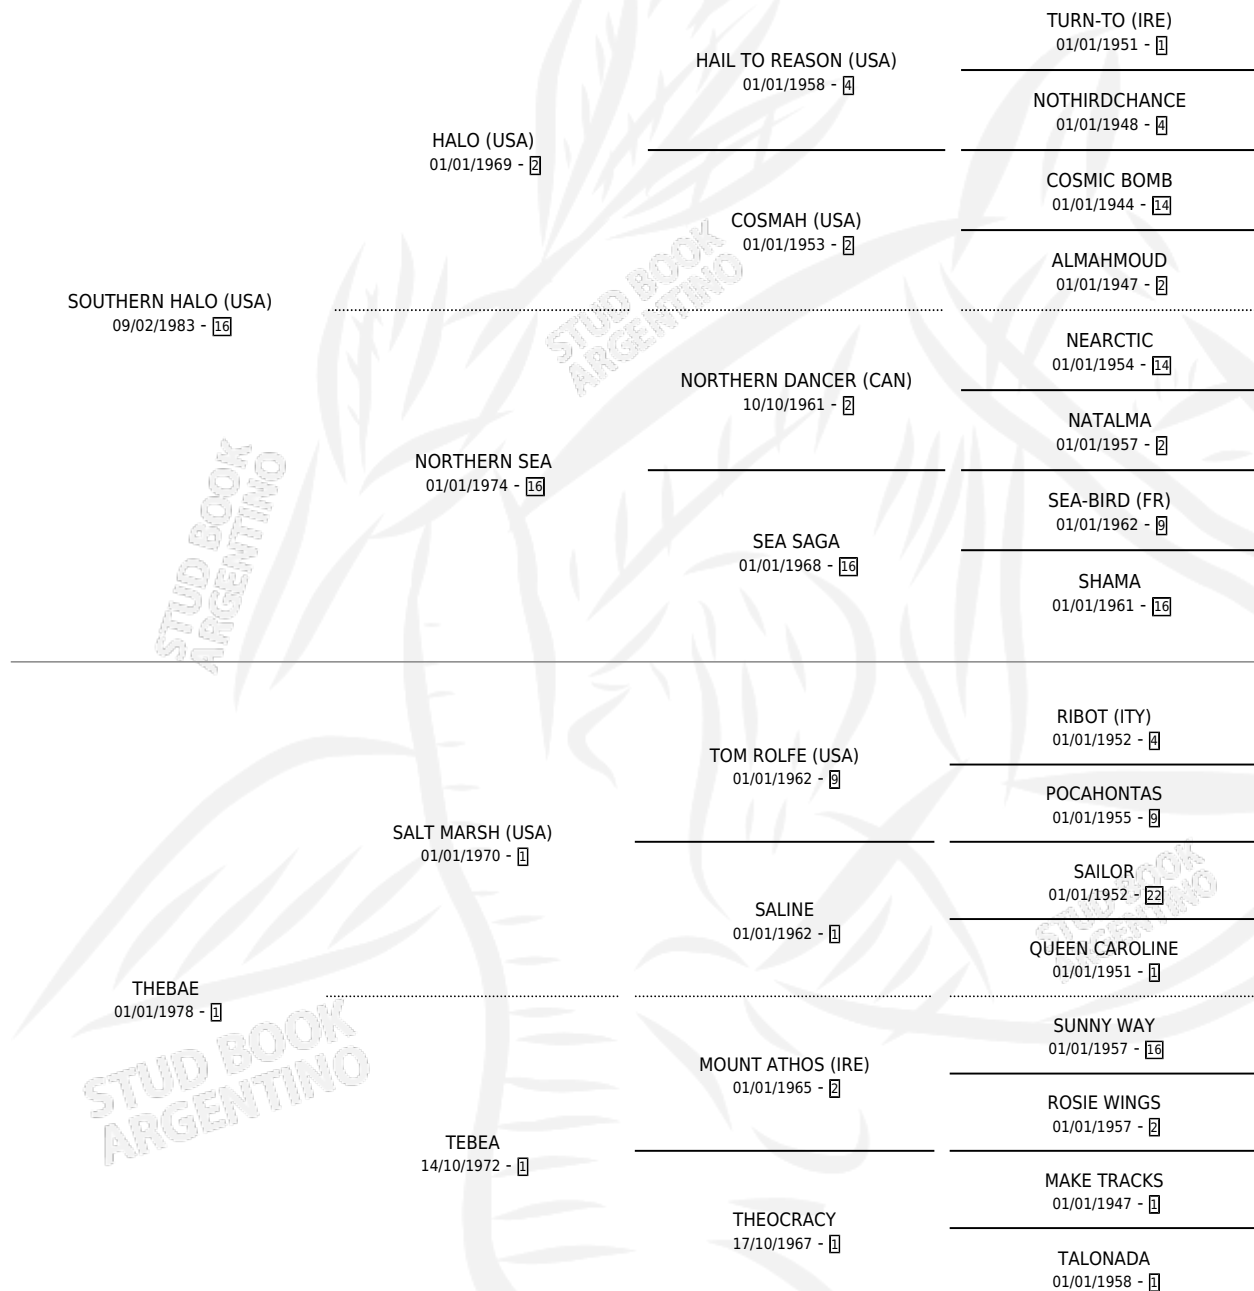 TURN-TO (IRE)
01/01/1951 - 1
HAIL TO REASON (USA)
01/01/1958 - 4
NOTHIRDCHANCE
01/01/1948 - 4
HALO (USA)
01/01/1969 - 2
COSMIC BOMB
01/01/1944 - 14
COSMAH (USA)
01/01/1953 - 2
ALMAHMOUD
01/01/1947 - 2
SOUTHERN HALO (USA)
09/02/1983 - 16
NEARCTIC
01/01/1954 - 14
NORTHERN DANCER (CAN)
10/10/1961 - 2
NATALMA
01/01/1957 - 2
NORTHERN SEA
01/01/1974 - 16
SEA-BIRD (FR)
01/01/1962 - 9
SEA SAGA
01/01/1968 - 16
SHAMA
01/01/1961 - 16
RIBOT (ITY)
01/01/1952 - 4
TOM ROLFE (USA)
01/01/1962 - 9
POCAHONTAS
01/01/1955 - 9
SALT MARSH (USA)
01/01/1970 - 1
SAILOR
01/01/1952 - 22
SALINE
01/01/1962 - 1
QUEEN CAROLINE
01/01/1951 - 1
THEBAE
01/01/1978 - 1
SUNNY WAY
01/01/1957 - 16
MOUNT ATHOS (IRE)
01/01/1965 - 2
ROSIE WINGS
01/01/1957 - 2
TEBEA
14/10/1972 - 1
MAKE TRACKS
01/01/1947 - 1
THEOCRACY
17/10/1967 - 1
TALONADA
01/01/1958 - 1
STUD BOOK
ARGENTINO
STUD BOOK
ARGENTINO
STUD BOOK
ARGENTINO
STUD BOOK
ARGENTINO